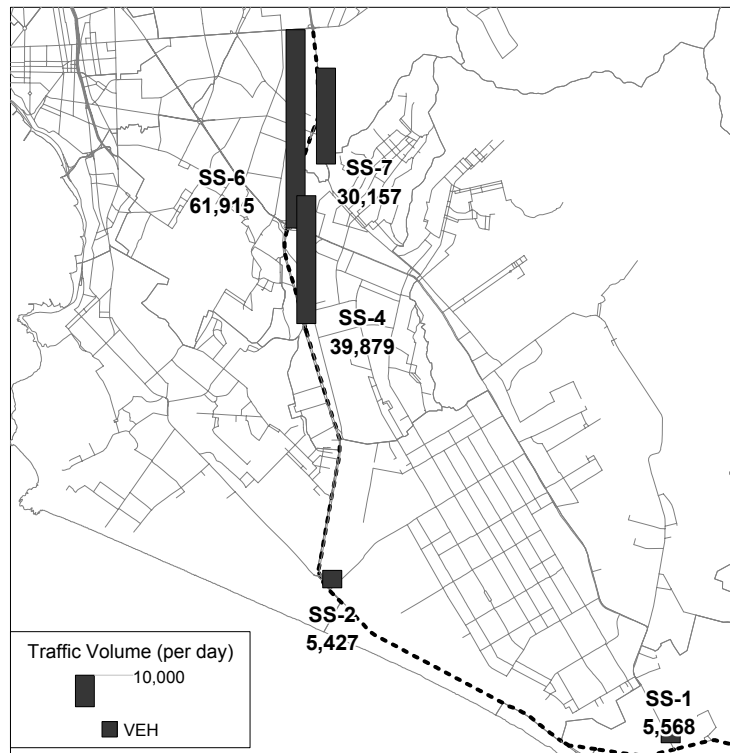 SS-6
61,915
SS-7
30,157
SS-4
39,879
SS-2
5,427
SS-1
5,568
Traffic Volume (per day)
10,000
VEH